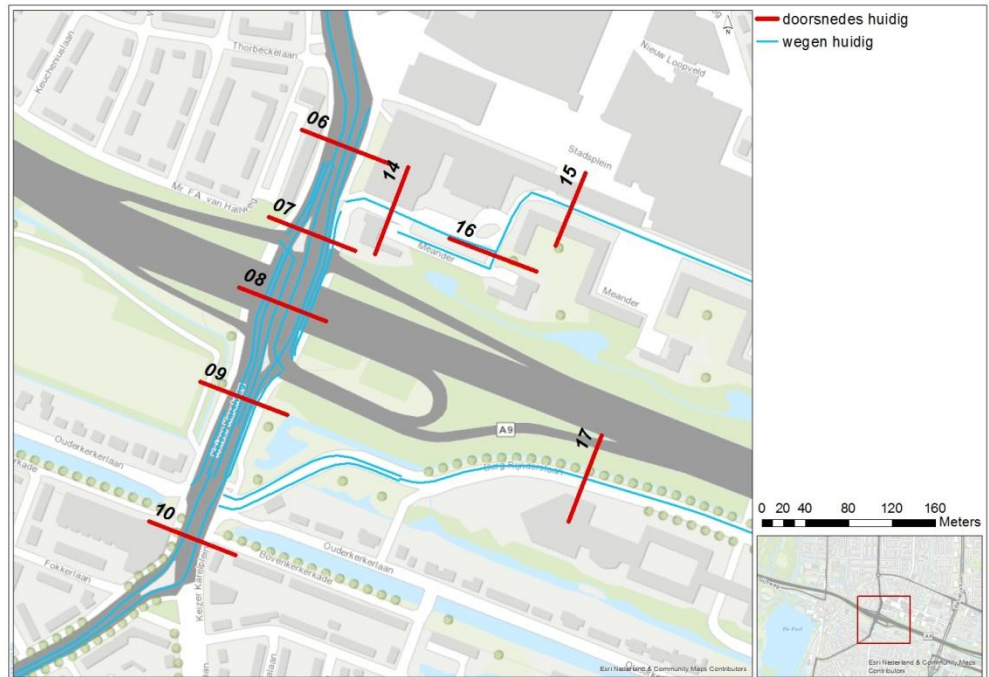 doorsnedes huidig
wegen huidig
N
Keucheniuslaan
Thorbeckelaan
Nieuw Loopveld
06
Stadsplein
14
15
Mr. F.A. van Hallweg
07
16
Meander
08
Meander
09
A9
17
Ouderkerkerlaan
10
Ouderkerkerlaan
Bovenkerkerkade
Fokkerlaan
Keizer Karelplein
Esri Nederland & Community Maps Contributors
0 20 40 80 120 160
Meters
De Poel
A9
Esri Nederland & Community Maps
Contributors